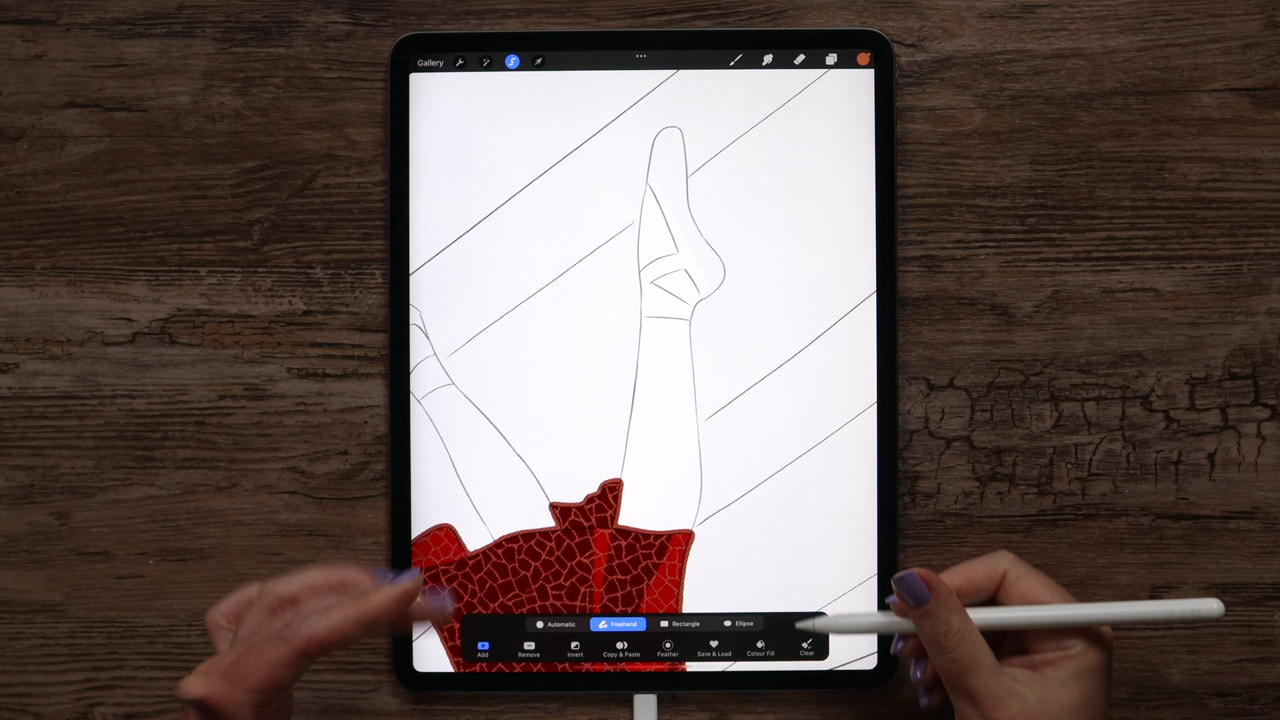 Gallery
Automatic Freehand Rectangle Ellipse
Add Remove Invert Copy & Paste Feather Save & Load Colour Fill Clear